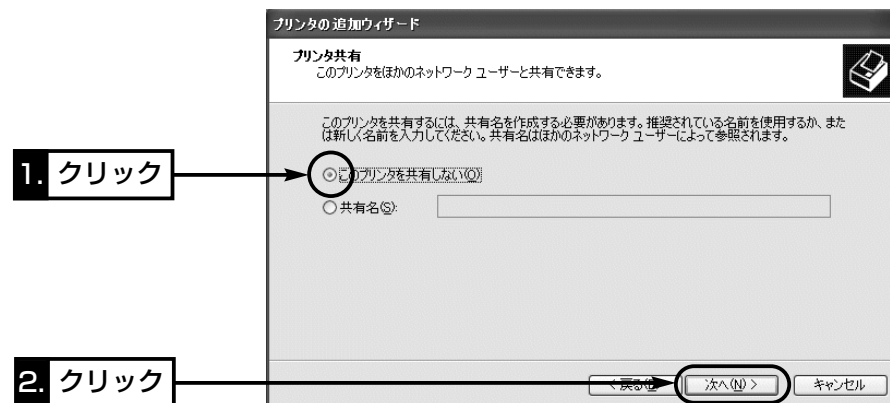 プリンタの追加ウィザード
プリンタ共有
このプリンタをほかのネットワーク ユーザーと共有できます。
このプリンタを共有するには、共有名を作成する必要があります。推奨されている名前を使用するか、また
は新しく名前を入力してください。共有名はほかのネットワーク ユーザーによって参照されます。
1. クリック
このプリンタを共有しない(O)
共有名(S):
2. クリック
< 戻る(B) 次へ(N) > キャンセル